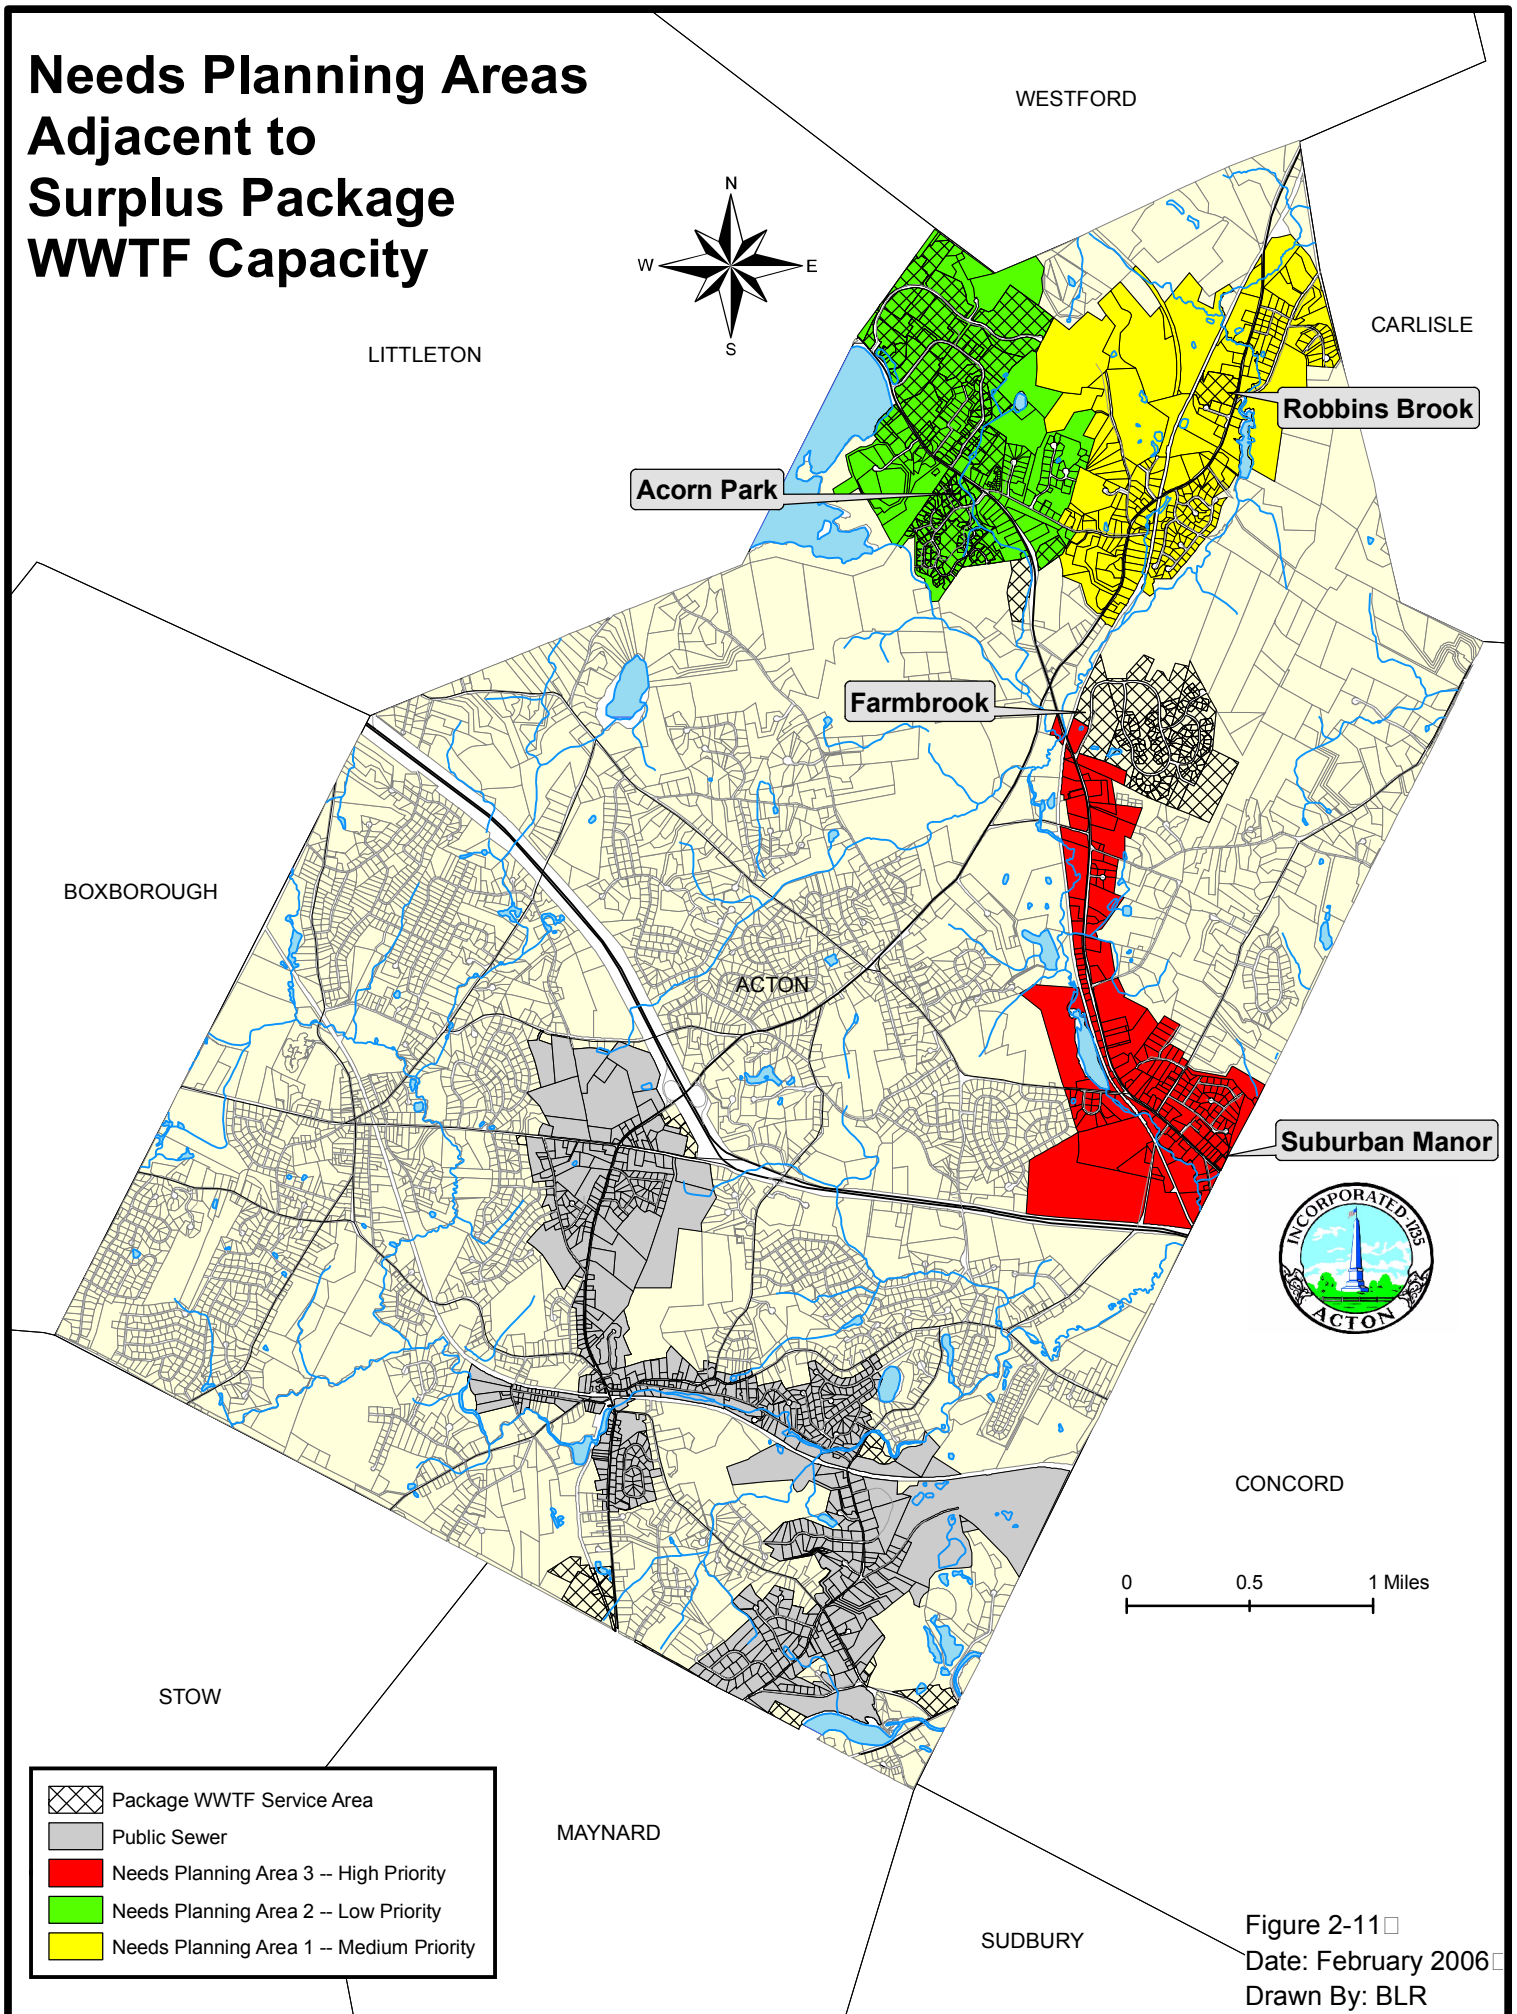 Needs Planning Areas
Adjacent to
Surplus Package
WWTF Capacity
WESTFORD
N
W
E
S
CARLISLE
LITTLETON
Robbins Brook
Acorn Park
Farmbrook
BOXBOROUGH
ACTON
Suburban Manor
INCORPORATED·1735
ACTON
CONCORD
0 0.5 1 Miles
STOW
MAYNARD
SUDBURY
Package WWTF Service Area
Public Sewer
Needs Planning Area 3 -- High Priority
Needs Planning Area 2 -- Low Priority
Needs Planning Area 1 -- Medium Priority
Figure 2-11
Date: February 2006
Drawn By: BLR